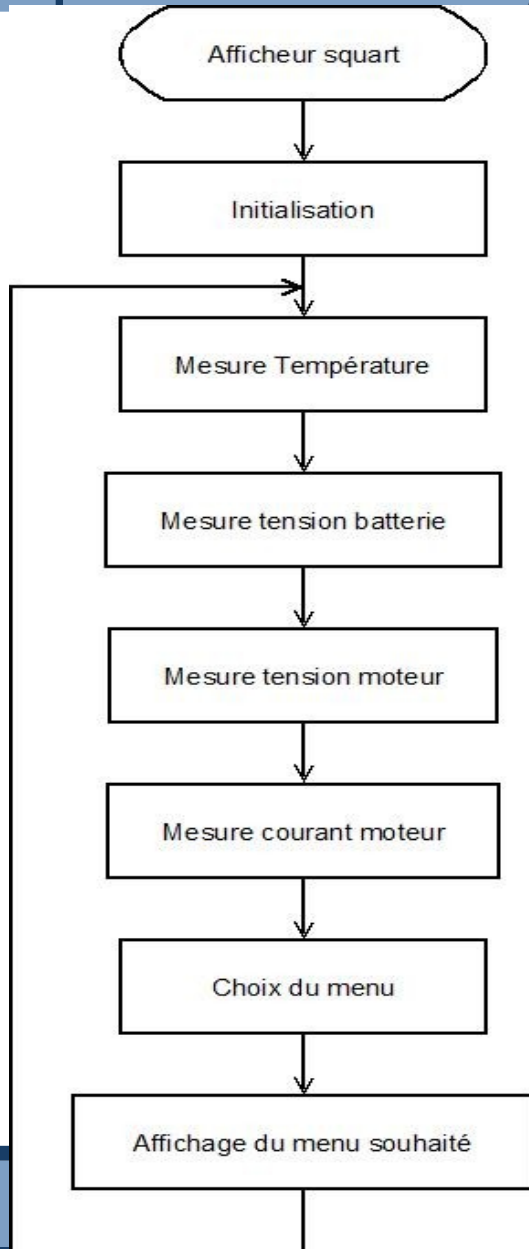 Afficheur squart
Initialisation
Mesure Température
Mesure tension batterie
Mesure tension moteur
Mesure courant moteur
Choix du menu
Affichage du menu souhaité